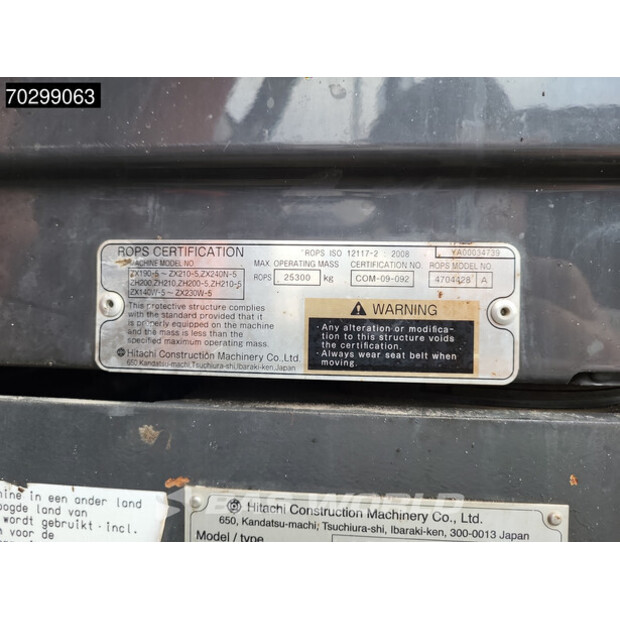 70299063
ROPS CERTIFICATION
ROPS ISO 12117-2 : 2008
YA00034739
MACHINE MODEL NO.
MAX. OPERATING MASS
CERTIFICATION NO.
ROPS MODEL NO.
ZX190-5 ~ ZX210-5,ZX240N-5
ZH200,ZH210,ZH200-5,ZH210-5
ZX140W-5 ~ ZX230W-5
ROPS 25300 kg
COM-09-092
4704428 A
This protective structure complies
with the standard provided that it
is properly equipped on the machine
and the mass is within the
specified maximum operating mass.
Hitachi Construction Machinery Co.,Ltd.
650,Kandatsu-machi,Tsuchiura-shi,Ibaraki-ken,Japan
WARNING
Any alteration or modifica-
tion to this structure voids
the certification.
Always wear seat belt when
moving.
in een ander land
land van
wordt gebruikt-incl.
voor de
BAS WORLD
Hitachi Construction Machinery Co., Ltd.
650, Kandatsu-machi, Tsuchiura-shi, Ibaraki-ken, 300-0013 Japan
Model / type